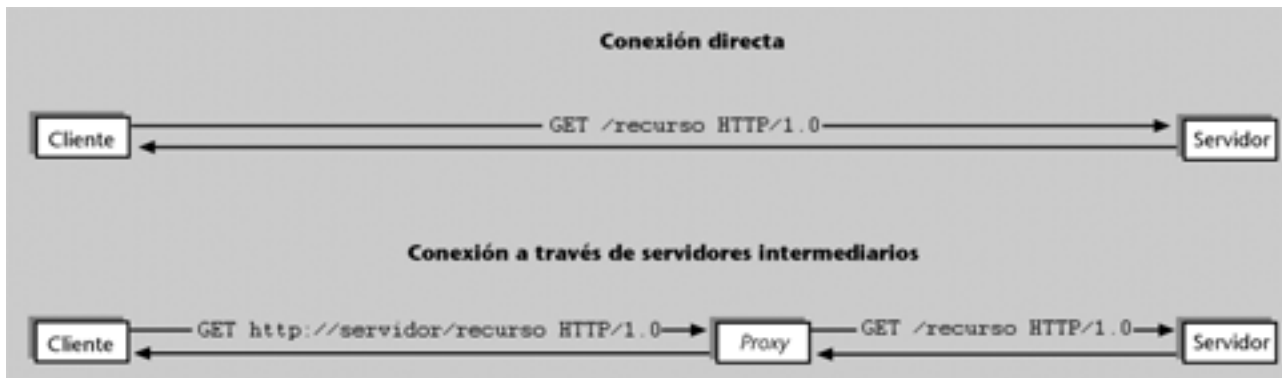 Conexión directa
Cliente
GET /recurso HTTP/1.0
Servidor
Conexión a través de servidores intermediarios
Cliente
GET http://servidor/recurso HTTP/1.0
Proxy
GET /recurso HTTP/1.0
Servidor